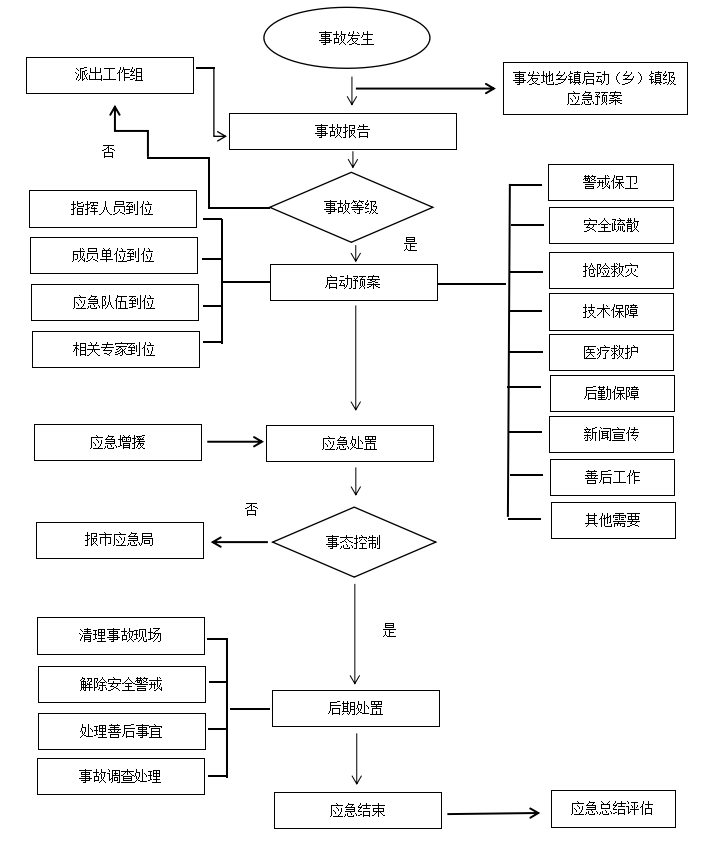 事故发生
派出工作组
事发地乡镇启动（乡）镇级
应急预案
事故报告
否
事故等级
是
指挥人员到位
成员单位到位
应急队伍到位
相关专家到位
启动预案
警戒保卫
安全疏散
抢险救灾
技术保障
医疗救护
后勤保障
新闻宣传
善后工作
其他需要
应急增援
应急处置
否
报市应急局
事态控制
是
清理事故现场
解除安全警戒
处理善后事宜
事故调查处理
后期处置
应急结束
应急总结评估